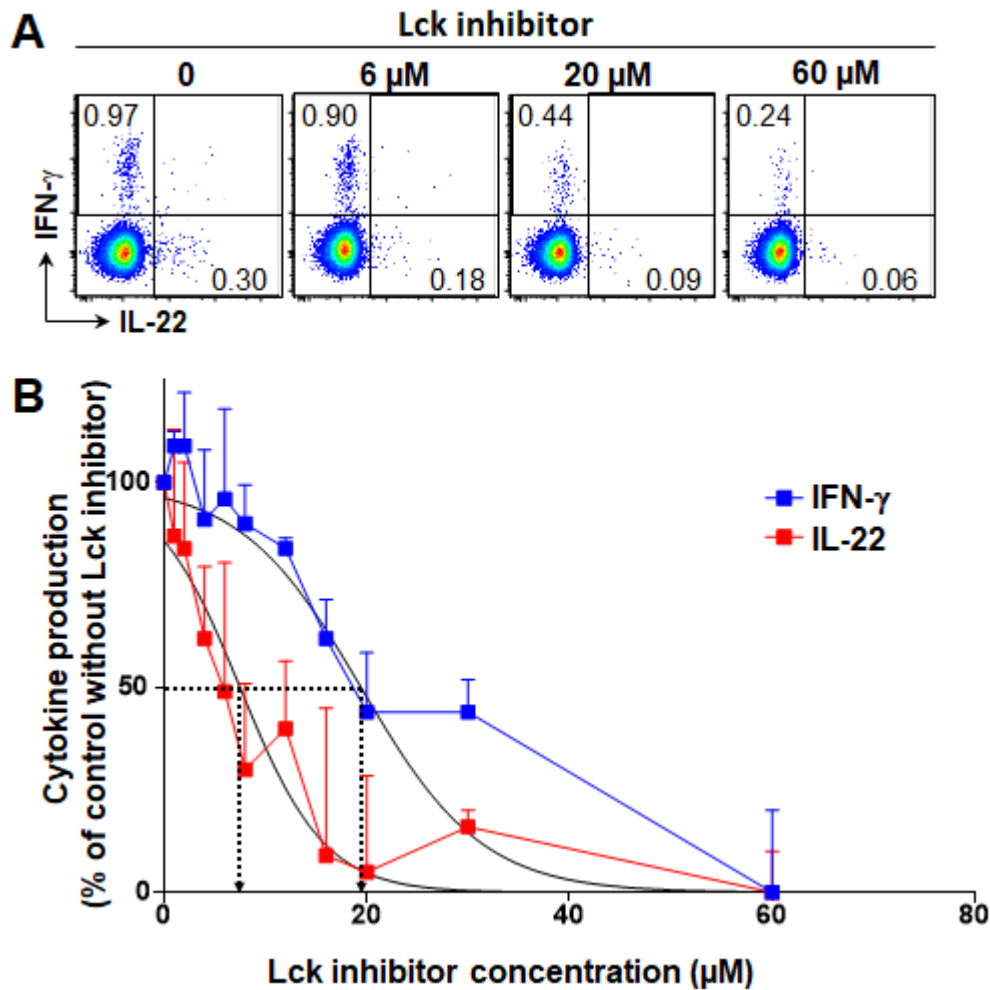 A
Lck inhibitor
0 6 μM 20 μM 60 μM
0.97 0.90 0.44 0.24
0.30 0.18 0.09 0.06
IFN-γ
IL-22
B
Cytokine production
(% of control without Lck inhibitor)
100
50
0
IFN-γ
IL-22
0 20 40 60 80
Lck inhibitor concentration (μM)